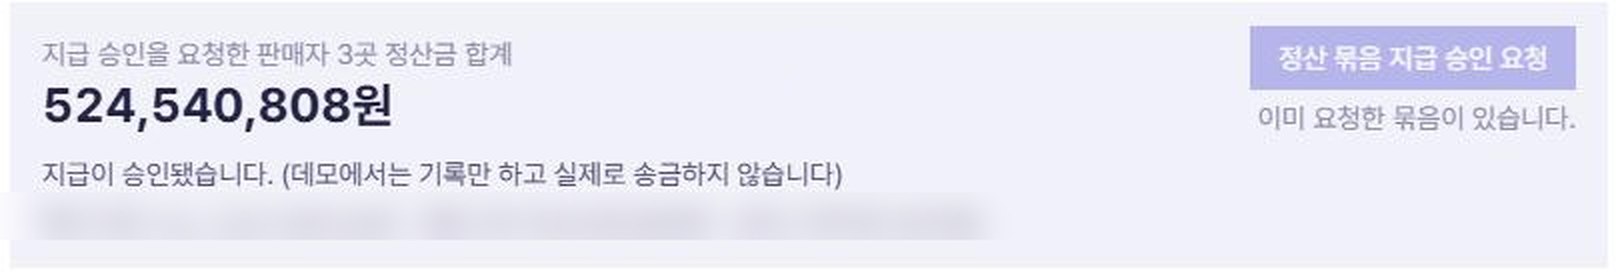 지급 승인을 요청한 판매자 3곳 정산금 합계
524,540,808원
정산 묶음 지급 승인 요청
이미 요청한 묶음이 있습니다.
지급이 승인됐습니다. (데모에서는 기록만 하고 실제로 송금하지 않습니다)